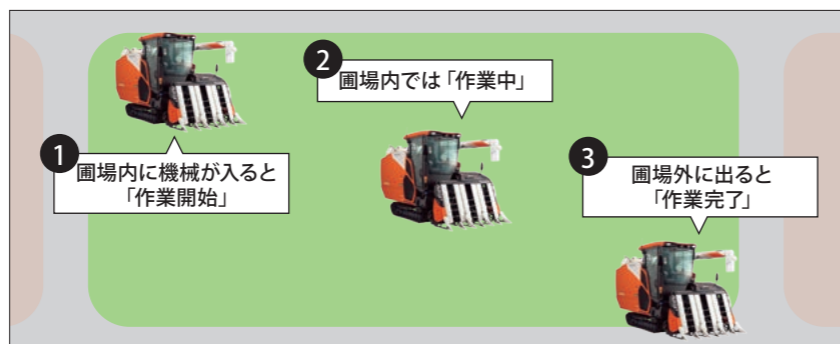 1
圃場内に機械が入ると
「作業開始」
2
圃場内では「作業中」
3
圃場外に出ると
「作業完了」